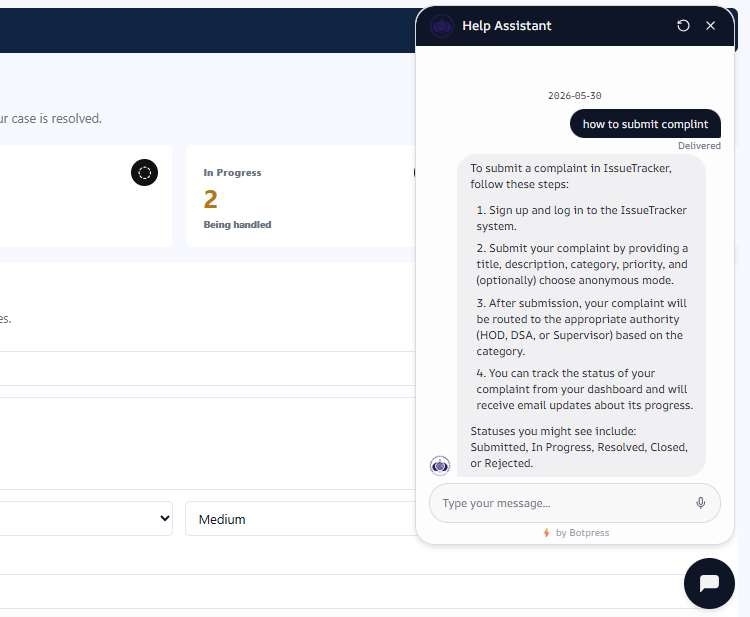 Help Assistant
ur case is resolved.
In Progress
2
Being handled
es.
Medium
2026-05-30
how to submit complint
Delivered
To submit a complaint in IssueTracker,
follow these steps:
1. Sign up and log in to the IssueTracker
system.
2. Submit your complaint by providing a
title, description, category, priority, and
(optionally) choose anonymous mode.
3. After submission, your complaint will
be routed to the appropriate authority
(HOD, DSA, or Supervisor) based on the
category.
4. You can track the status of your
complaint from your dashboard and will
receive email updates about its progress.
Statuses you might see include:
Submitted, In Progress, Resolved, Closed,
or Rejected.
Type your message...
by Botpress